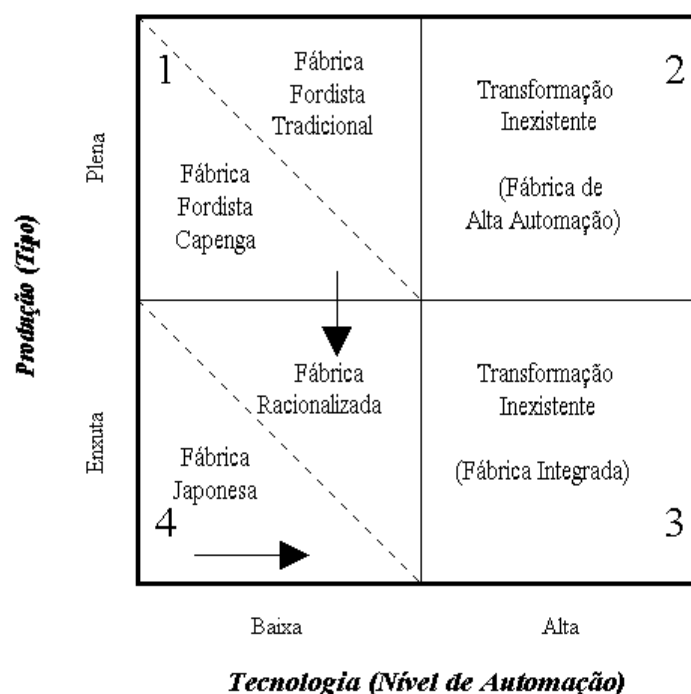 1
Fábrica
Fordista
Tradicional
Fábrica
Fordista
Capenga
2
Transformação
Inexistente
(Fábrica de
Alta Automação)
Plena
Produção (Tipo)
Enxuta
Fábrica
Racionalizada
Fábrica
Japonesa
4
Transformação
Inexistente
(Fábrica Integrada)
3
Baixa
Alta
Tecnologia (Nível de Automação)